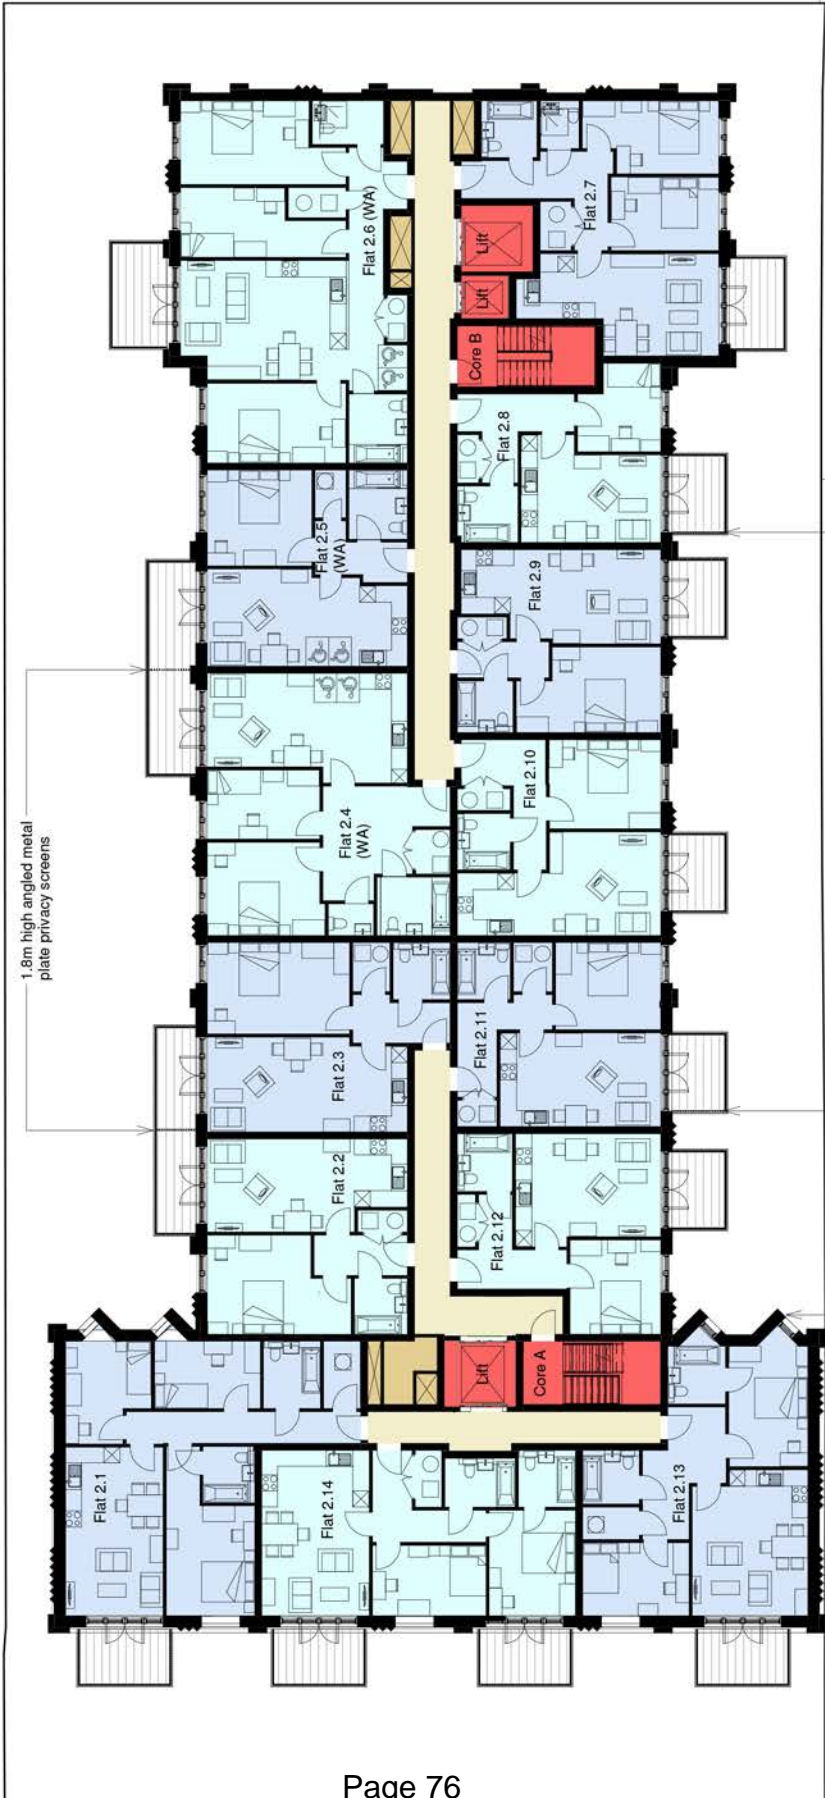 Flat 2.6 (WA)
Flat 2.7
Lift
Lift
Core B
Flat 2.8
Flat 2.5
(WA)
Flat 2.9
Flat 2.10
Flat 2.4
(WA)
1.8m high angled metal
plate privacy screens
Flat 2.3
Flat 2.11
Flat 2.2
Flat 2.12
Lift
Core A
Flat 2.1
Flat 2.14
Flat 2.13
Page 76